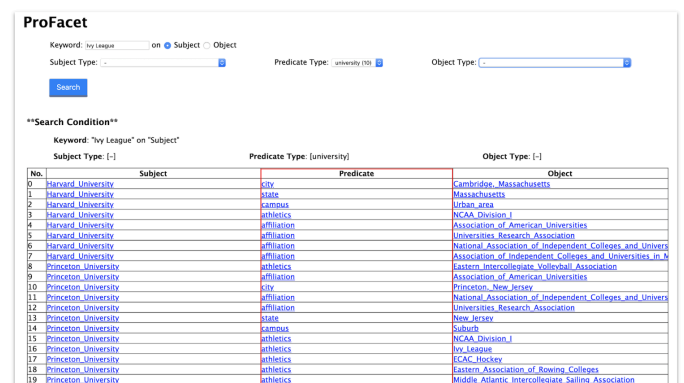 ProFacet
Keyword: Ivy League on Subject Object
Subject Type: - Predicate Type: university (10) Object Type: -
Search
**Search Condition**
Keyword: "Ivy League" on "Subject"
Subject Type: [-] Predicate Type: [university] Object Type: [-]
No. Subject Predicate Object
0 Harvard_University city Cambridge,_Massachusetts
1 Harvard_University state Massachusetts
2 Harvard_University campus Urban_area
3 Harvard_University athletics NCAA_Division_I
4 Harvard_University affiliation Association_of_American_Universities
5 Harvard_University affiliation Universities_Research_Association
6 Harvard_University affiliation National_Association_of_Independent_Colleges_and_Univers
7 Harvard_University affiliation Association_of_Independent_Colleges_and_Universities_in_M
8 Princeton_University athletics Eastern_Intercollegiate_Volleyball_Association
9 Princeton_University affiliation Association_of_American_Universities
10 Princeton_University city Princeton,_New_Jersey
11 Princeton_University affiliation National_Association_of_Independent_Colleges_and_Univers
12 Princeton_University affiliation Universities_Research_Association
13 Princeton_University state New_Jersey
14 Princeton_University campus Suburb
15 Princeton_University athletics NCAA_Division_I
16 Princeton_University athletics Ivy_League
17 Princeton_University athletics ECAC_Hockey
18 Princeton_University athletics Eastern_Association_of_Rowing_Colleges
19 Princeton_University athletics Middle_Atlantic_Intercollegiate_Sailing_Association